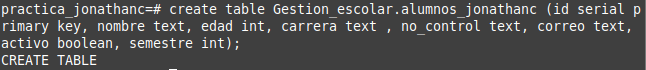 practica_jonathanc=# create table Gestion_escolar.alumnos_jonathanc (id serial p
rimary key, nombre text, edad int, carrera text , no_control text, correo text,
activo boolean, semestre int);
CREATE TABLE